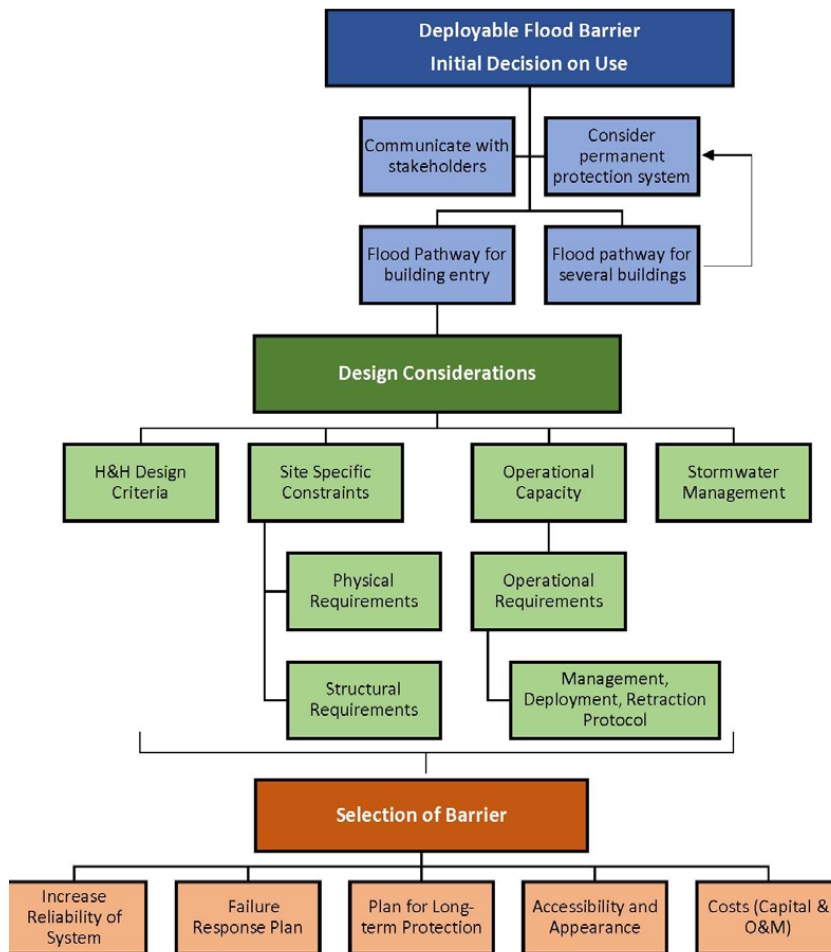 Deployable Flood Barrier
Initial Decision on Use
Communicate with
stakeholders
Consider
permanent
protection system
Flood Pathway for
building entry
Flood pathway for
several buildings
Design Considerations
H&H Design
Criteria
Site Specific
Constraints
Operational
Capacity
Stormwater
Management
Physical
Requirements
Operational
Requirements
Structural
Requirements
Management,
Deployment, Retraction
Protocol
Selection of Barrier
Increase
Reliability of
System
Failure
Response Plan
Plan for Long-
term Protection
Accessibility and
Appearance
Costs (Capital &
O&M)